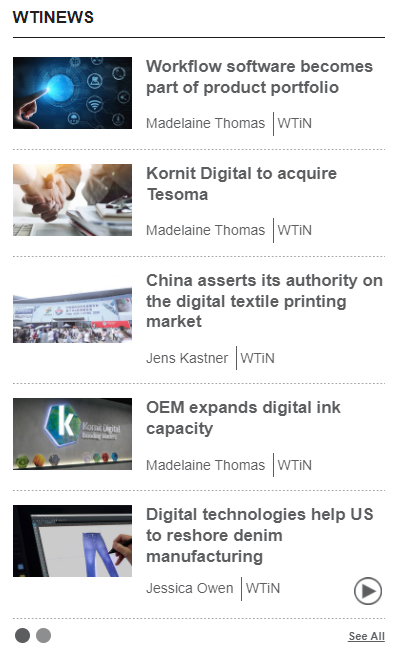 WTINEWS
Workflow software becomes
part of product portfolio
Madelaine Thomas WTiN
Kornit Digital to acquire
Tesoma
Madelaine Thomas WTiN
China asserts its authority on
the digital textile printing
market
Jens Kastner WTiN
k Kornit Digital
OEM expands digital ink
capacity
Madelaine Thomas WTiN
Digital technologies help US
to reshore denim
manufacturing
Jessica Owen WTiN
See All